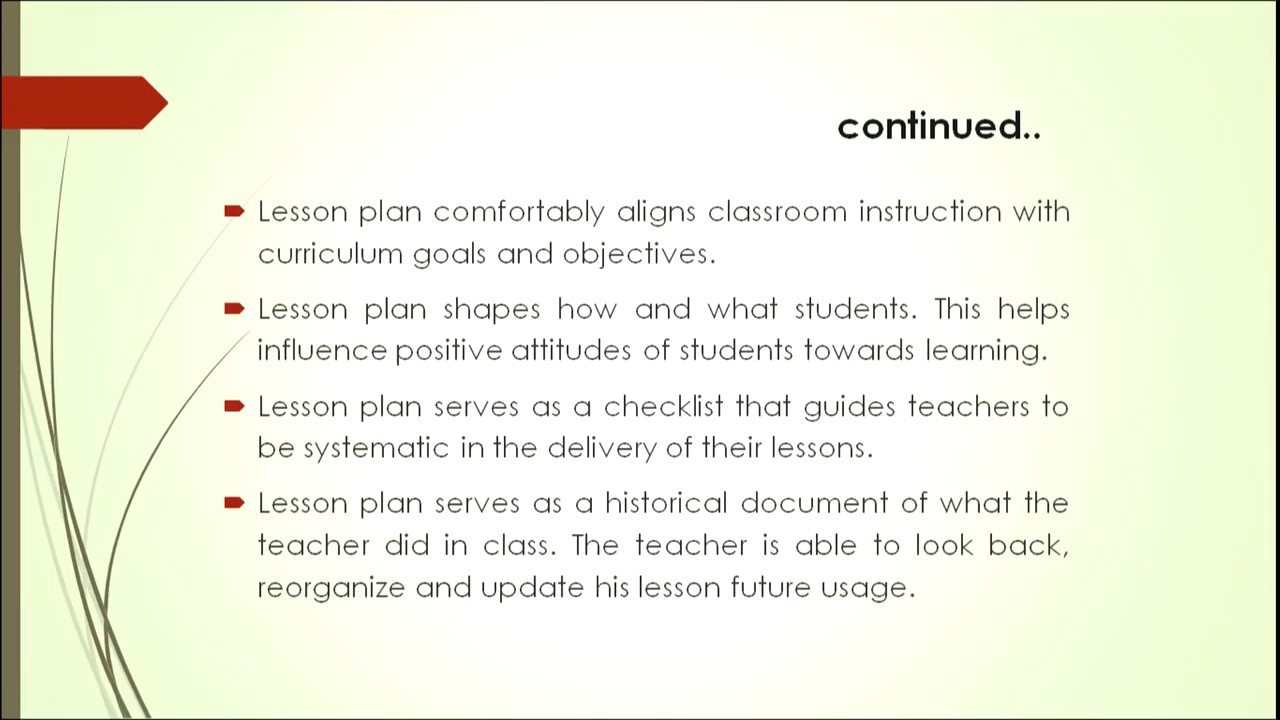 continued..
Lesson plan comfortably aligns classroom instruction with
curriculum goals and objectives.
Lesson plan shapes how and what students. This helps
influence positive attitudes of students towards learning.
Lesson plan serves as a checklist that guides teachers to
be systematic in the delivery of their lessons.
Lesson plan serves as a historical document of what the
teacher did in class. The teacher is able to look back,
reorganize and update his lesson future usage.